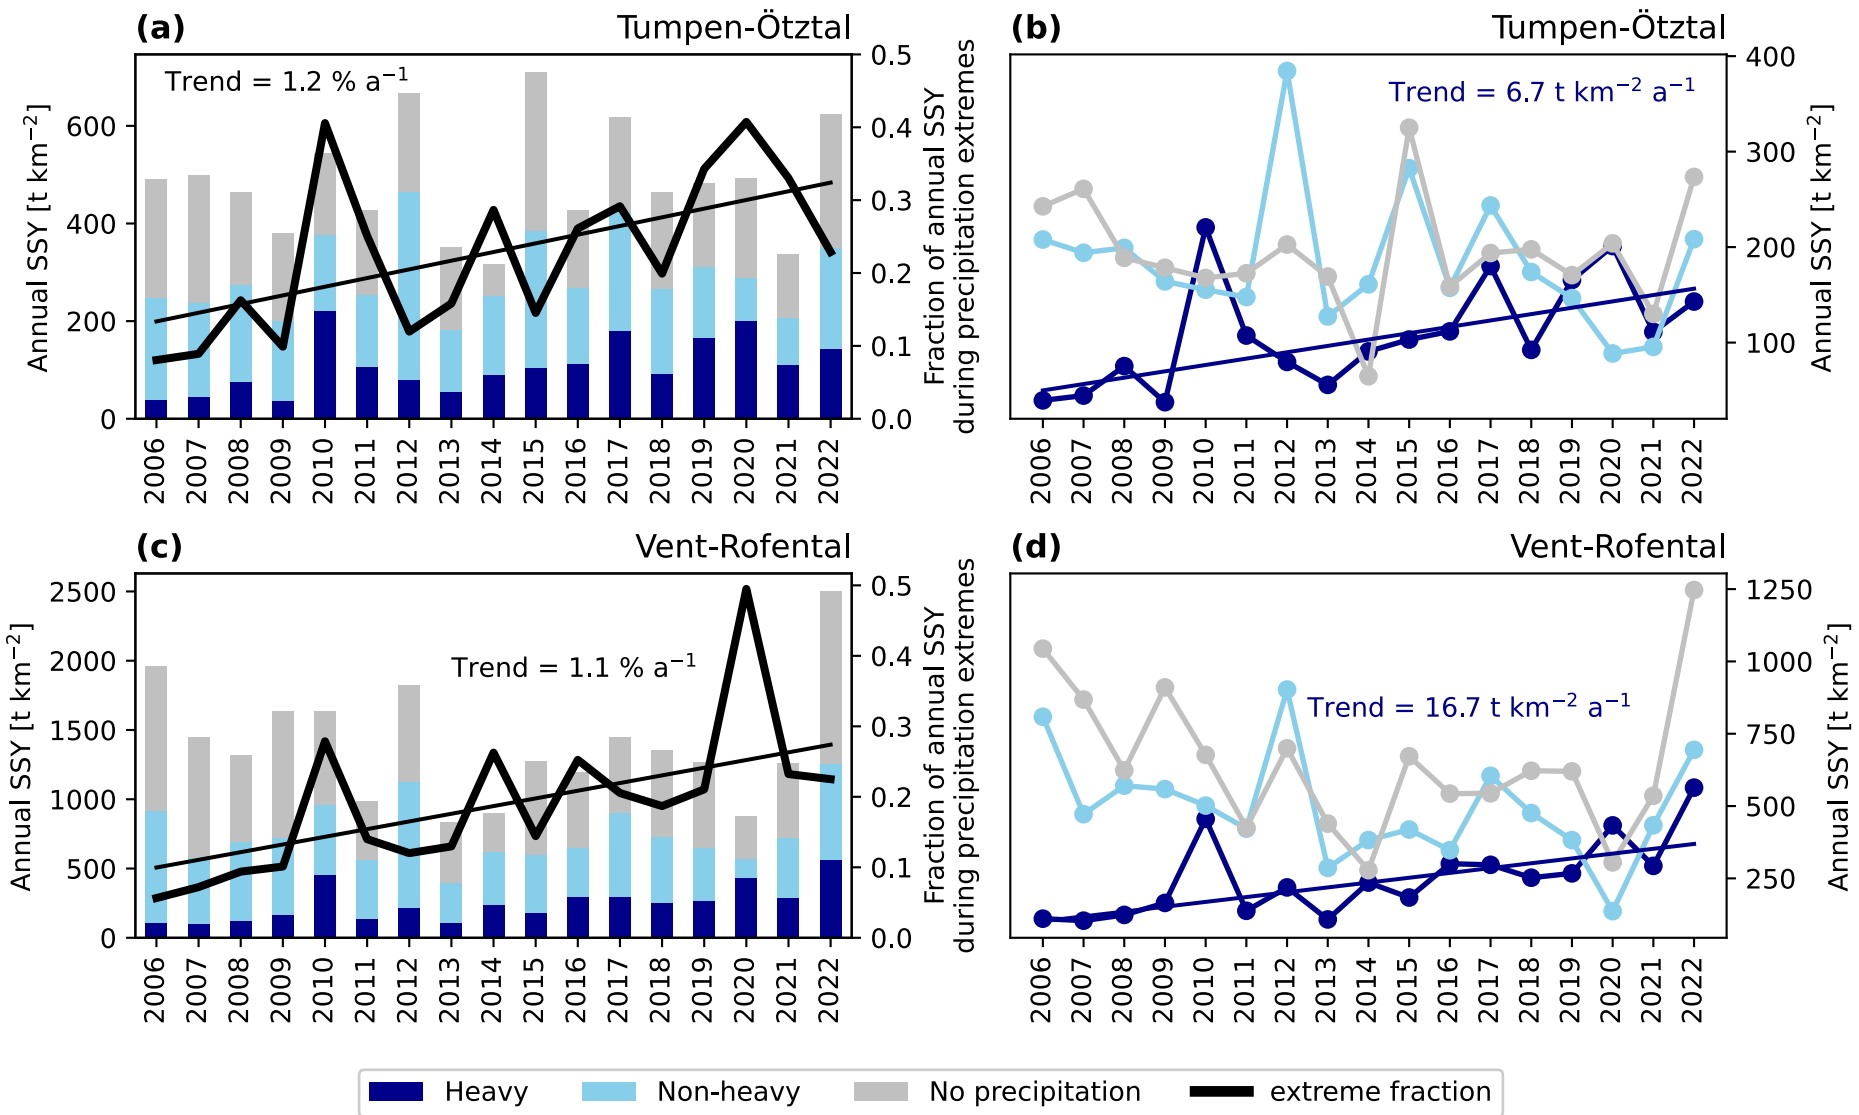 (a) Tumpen-Ötztal
Trend = 1.2 % a⁻¹
Annual SSY [t km⁻²]
600
400
200
0
0.5
0.4
0.3
0.2
0.1
0.0
Fraction of annual SSY
during precipitation extremes
2006 2007 2008 2009 2010 2011 2012 2013 2014 2015 2016 2017 2018 2019 2020 2021 2022
(b) Tumpen-Ötztal
Trend = 6.7 t km⁻² a⁻¹
400
300
200
100
Annual SSY [t km⁻²]
2006 2007 2008 2009 2010 2011 2012 2013 2014 2015 2016 2017 2018 2019 2020 2021 2022
(c) Vent-Rofental
Trend = 1.1 % a⁻¹
Annual SSY [t km⁻²]
2500
2000
1500
1000
500
0
0.5
0.4
0.3
0.2
0.1
0.0
Fraction of annual SSY
during precipitation extremes
2006 2007 2008 2009 2010 2011 2012 2013 2014 2015 2016 2017 2018 2019 2020 2021 2022
(d) Vent-Rofental
Trend = 16.7 t km⁻² a⁻¹
1250
1000
750
500
250
Annual SSY [t km⁻²]
2006 2007 2008 2009 2010 2011 2012 2013 2014 2015 2016 2017 2018 2019 2020 2021 2022
Heavy Non-heavy No precipitation extreme fraction